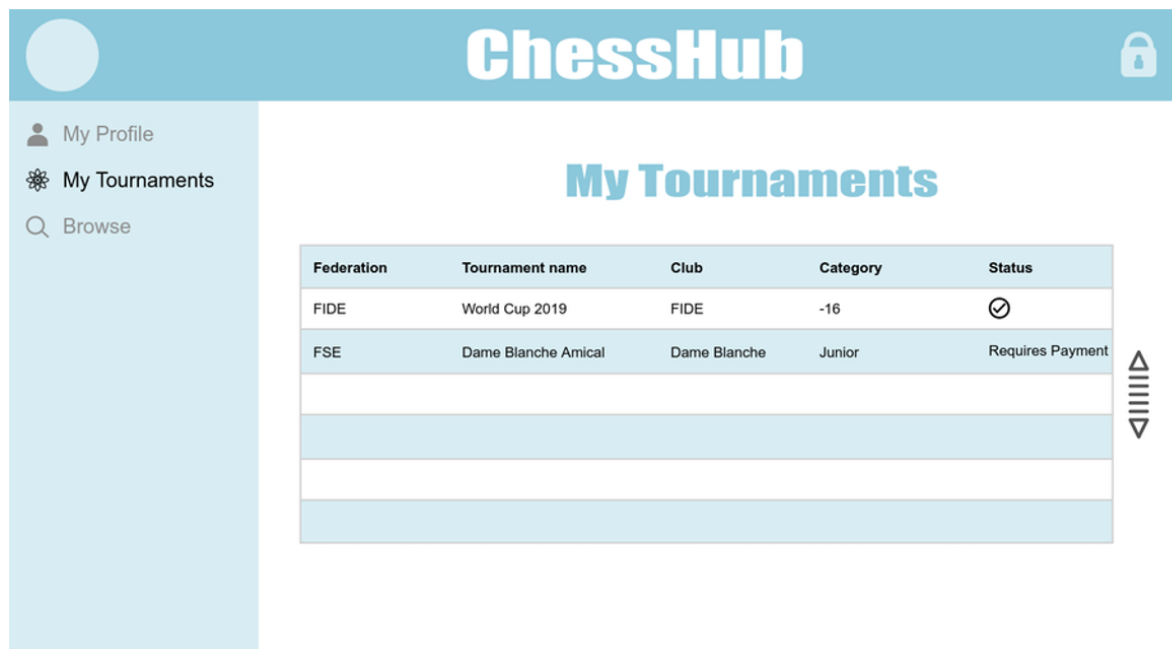 ChessHub
My Profile
My Tournaments
Browse
My Tournaments
Federation Tournament name Club Category Status
FIDE World Cup 2019 FIDE -16
FSE Dame Blanche Amical Dame Blanche Junior Requires Payment